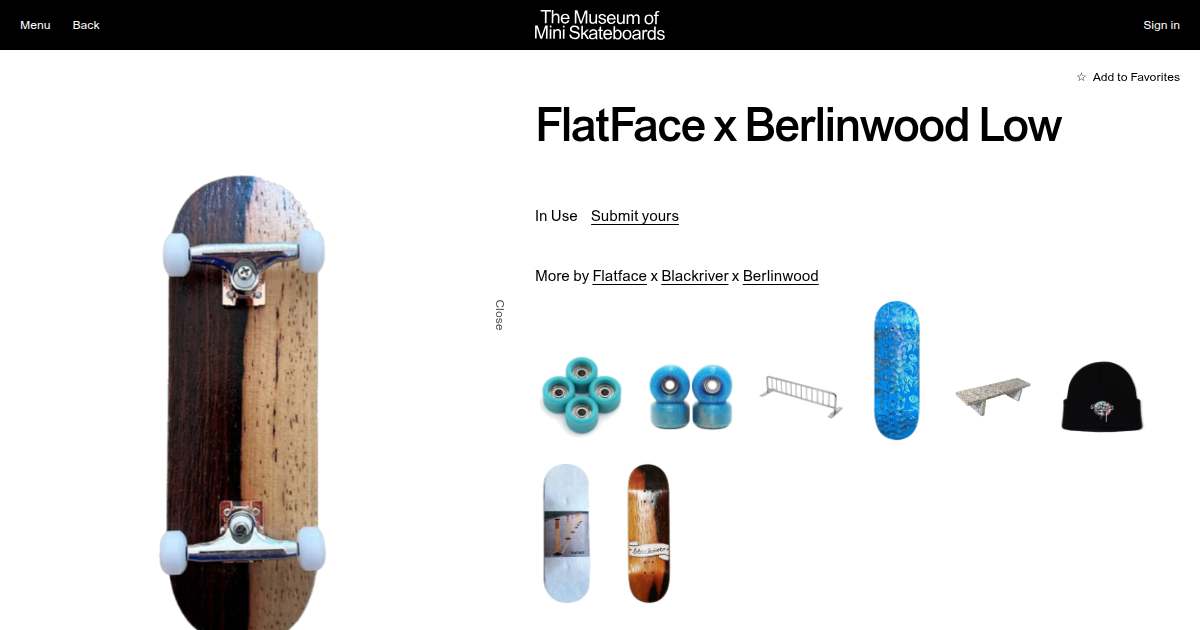 Menu
Back
The Museum of
Mini Skateboards
Sign in
☆ Add to Favorites
FlatFace x Berlinwood Low
In Use Submit yours
More by Flatface x Blackriver x Berlinwood
Close